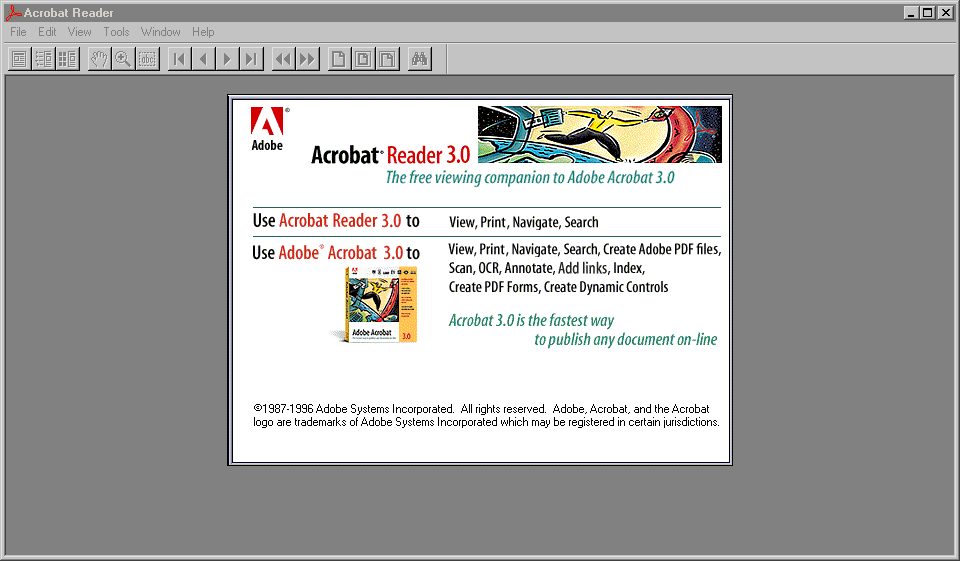 Acrobat Reader
File Edit View Tools Window Help
abc
Adobe
®
Acrobat® Reader 3.0
The free viewing companion to Adobe Acrobat 3.0
Use Acrobat Reader 3.0 to
View, Print, Navigate, Search
Use Adobe® Acrobat 3.0 to
View, Print, Navigate, Search, Create Adobe PDF files,
Scan, OCR, Annotate, Add links, Index,
Create PDF Forms, Create Dynamic Controls
Adobe Acrobat
3.0
Acrobat 3.0 is the fastest way
to publish any document on-line
©1987-1996 Adobe Systems Incorporated. All rights reserved. Adobe, Acrobat, and the Acrobat
logo are trademarks of Adobe Systems Incorporated which may be registered in certain jurisdictions.